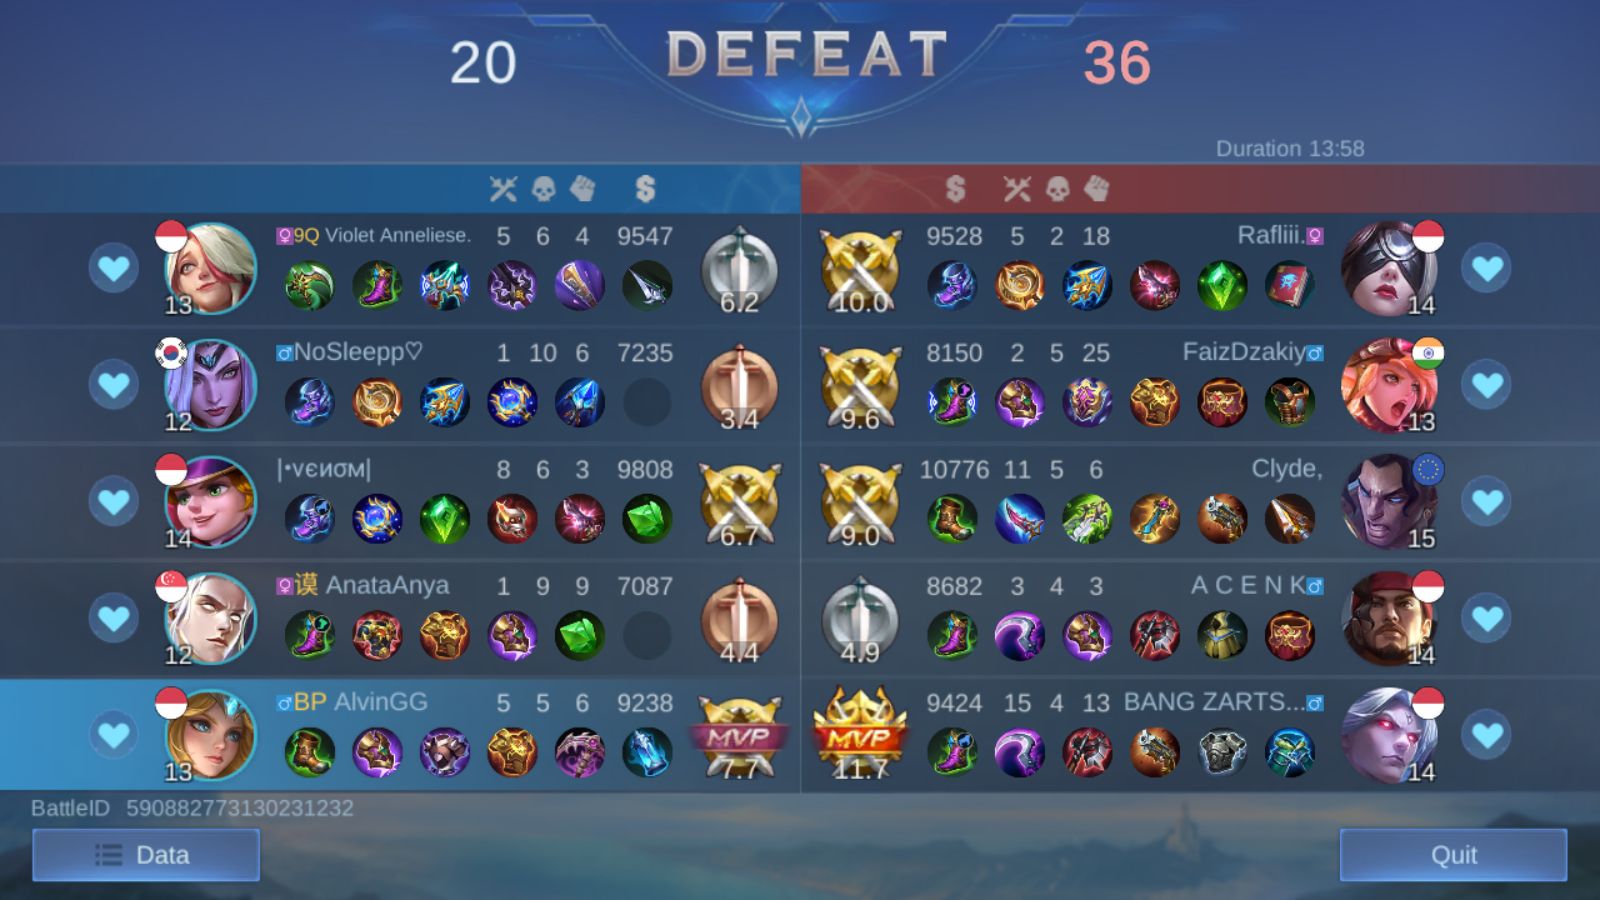 20 DEFEAT 36
Duration 13:58
9Q Violet Anneliese. 5 6 4 9547
13 6.2
9528 5 2 18 Rafliii.
10.0 14
NoSleepp♡ 1 10 6 7235
12 3.4
8150 2 5 25 FaizDzakiy
9.6 13
|•νєиσм| 8 6 3 9808
14 6.7
10776 11 5 6 Clyde,
9.0 15
谟 AnataAnya 1 9 9 7087
12 4.4
8682 3 4 3 A C E N K
4.9 14
BP AlvinGG 5 5 6 9238
13 MVP 7.7
9424 15 4 13 BANG ZARTS...
MVP 11.7 14
BattleID 590882773130231232
Data
Quit